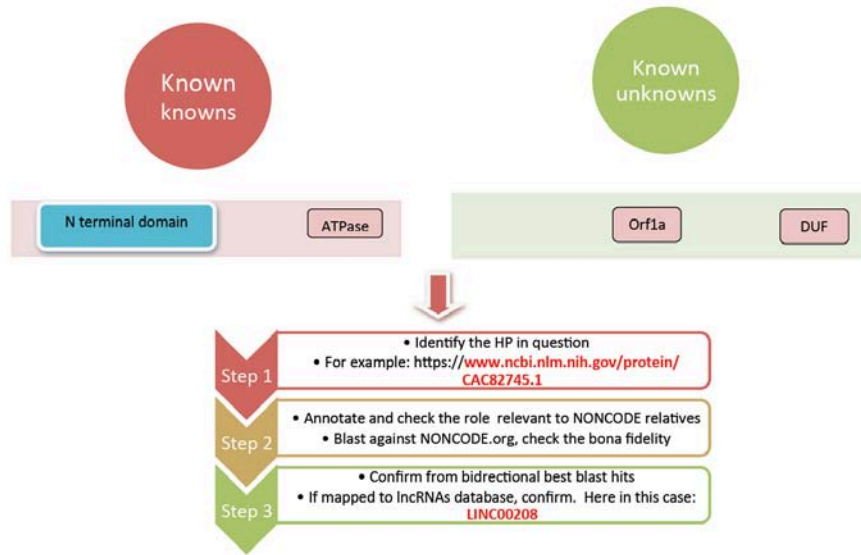 Known
knowns
Known
unknowns
N terminal domain
ATPase
Orf1a
DUF
Step 1
• Identify the HP in question
• For example: https://www.ncbi.nlm.nih.gov/protein/
CAC82745.1
Step 2
• Annotate and check the role relevant to NONCODE relatives
• Blast against NONCODE.org, check the bona fidelity
Step 3
• Confirm from bidrectional best blast hits
• If mapped to lncRNAs database, confirm. Here in this case:
LINC00208